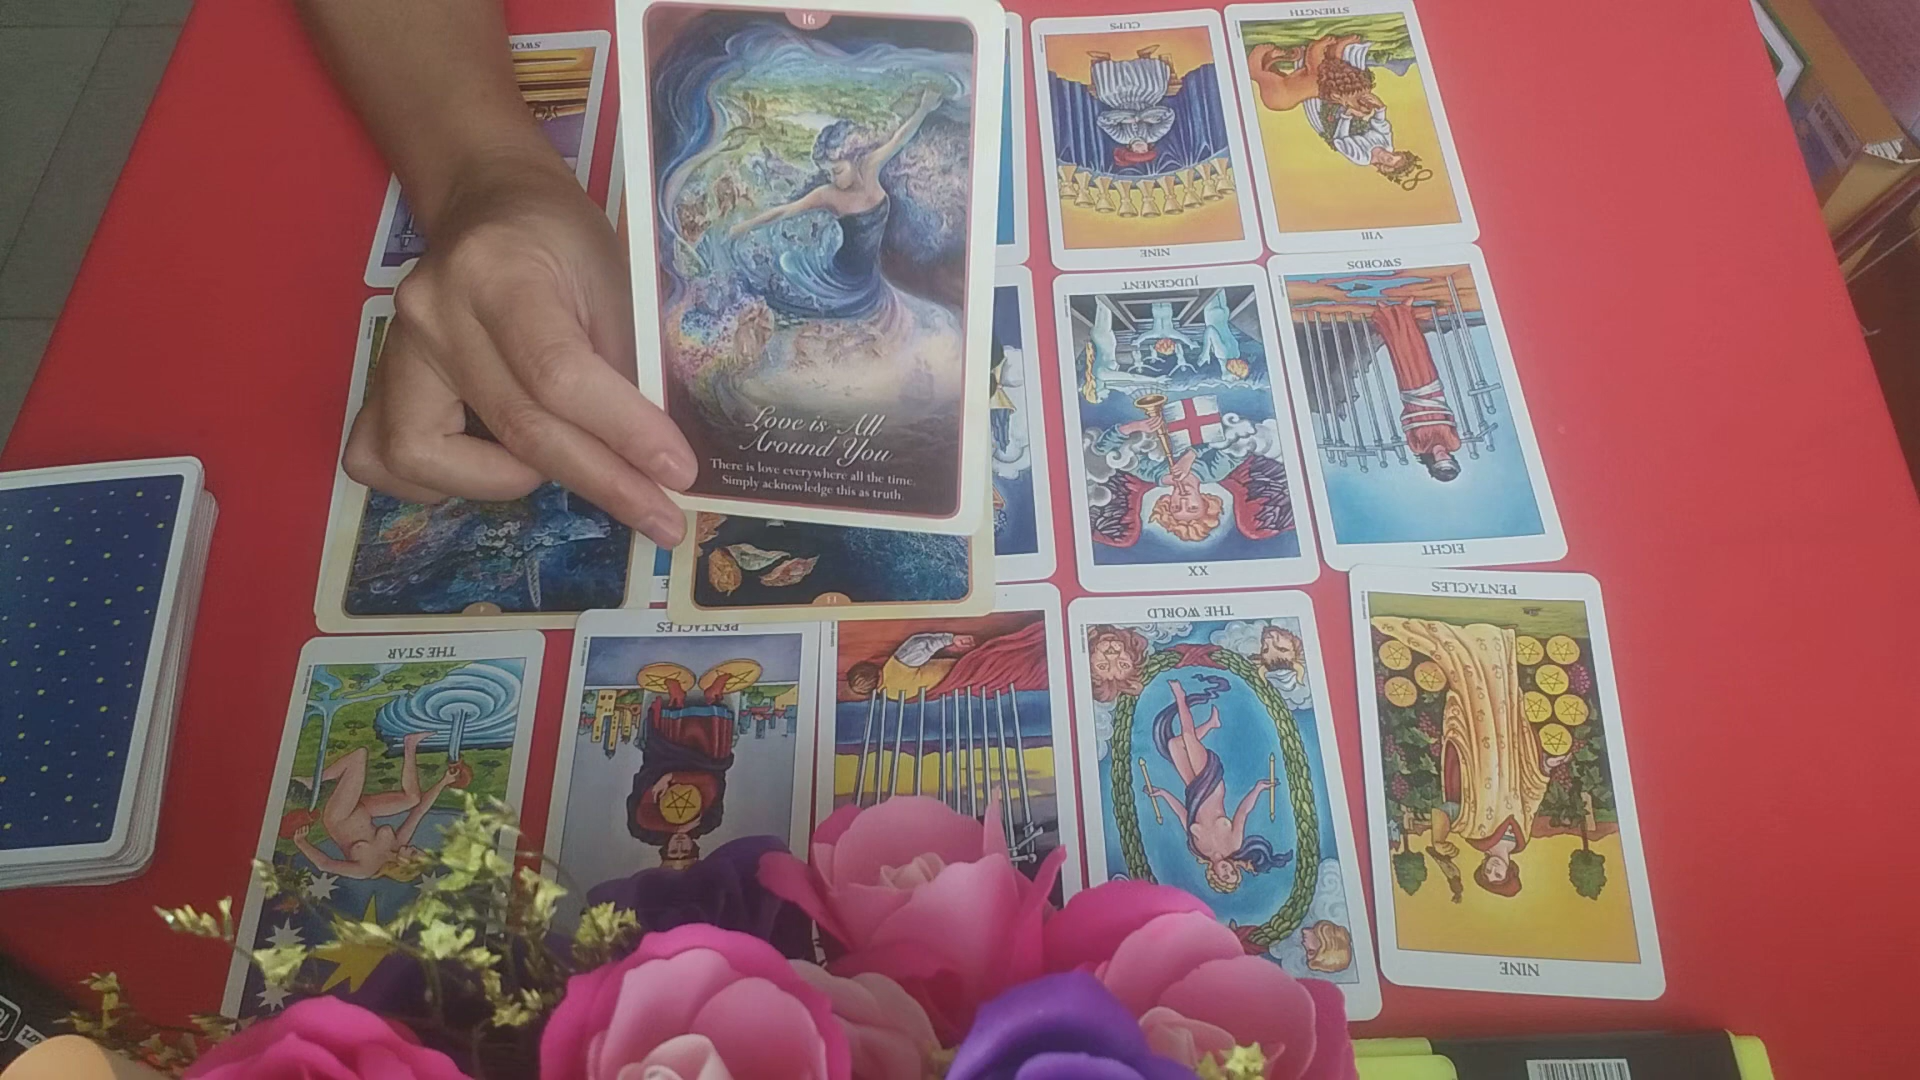 16
Love is All
Around You
There is love everywhere all the time.
Simply acknowledge this as truth.
SWORDS
CUPS
NINE
STRENGTH
VIII
JUDGEMENT
XX
SWORDS
EIGHT
THE STAR
PENTACLES
THE WORLD
PENTACLES
NINE